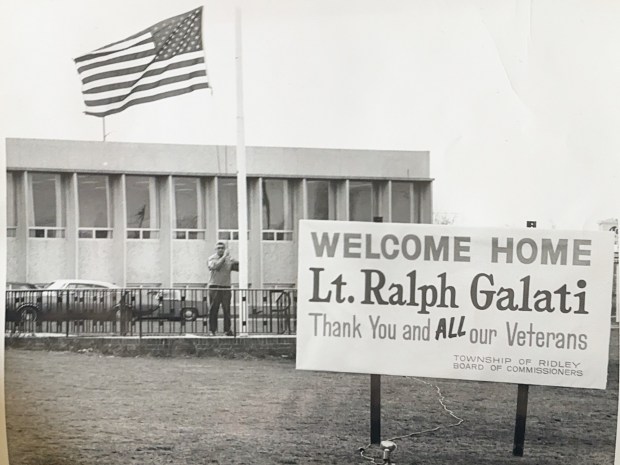 WELCOME HOME
Lt. Ralph Galati
Thank You and ALL our Veterans
TOWNSHIP OF RIDLEY
BOARD OF COMMISSIONERS